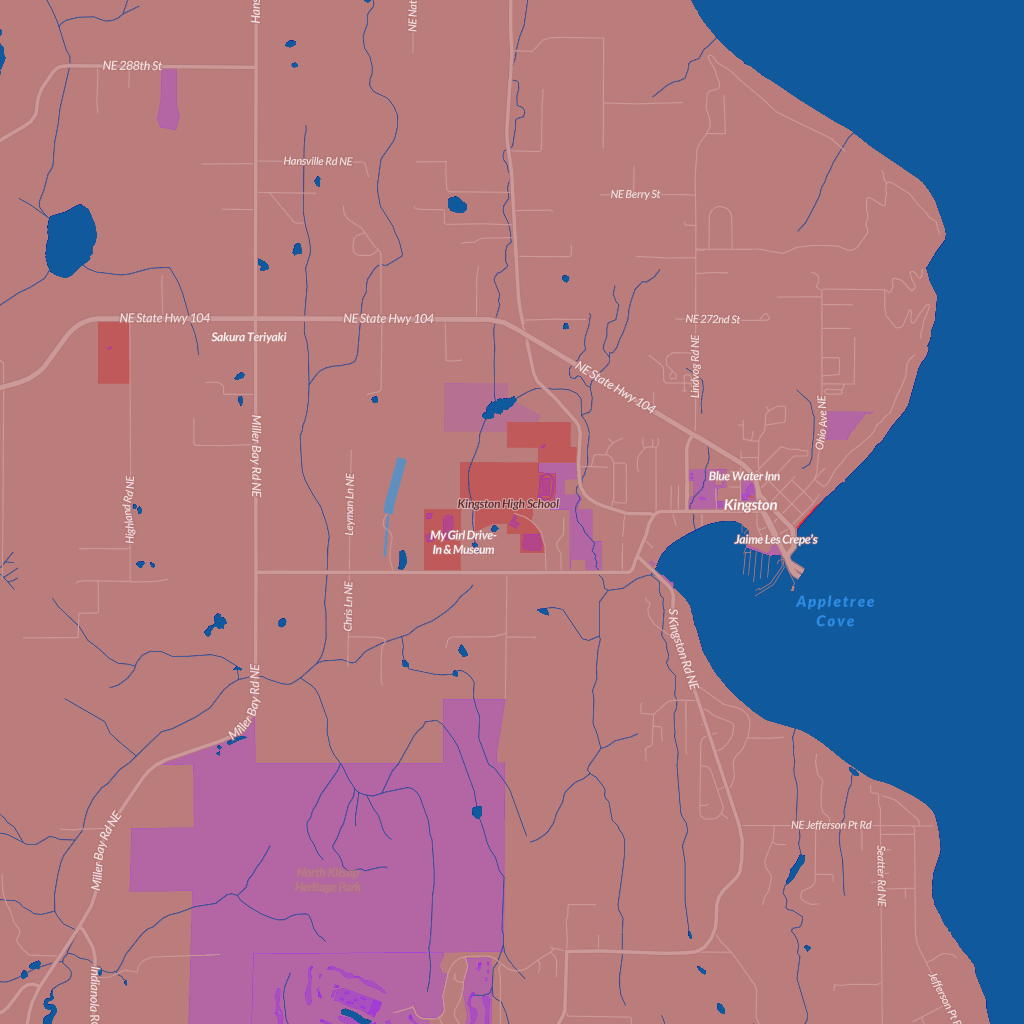 Hans
NE Nat
NE 288th St
Hansville Rd NE
NE Berry St
NE State Hwy 104
NE State Hwy 104
NE 272nd St
Sakura Teriyaki
Lindvog Rd NE
NE State Hwy 104
Ohio Ave NE
Miller Bay Rd NE
Blue Water Inn
Highland Rd NE
Leyman Ln NE
Kingston High School
Kingston
My Girl Drive-
In & Museum
Jaime Les Crepe's
Chris Ln NE
Appletree
Cove
S Kingston Rd NE
Miller Bay Rd NE
NE Jefferson Pt Rd
Miller Bay Rd NE
Seatter Rd NE
North Kitsap
Heritage Park
Indianola Rd
Jefferson Pt R